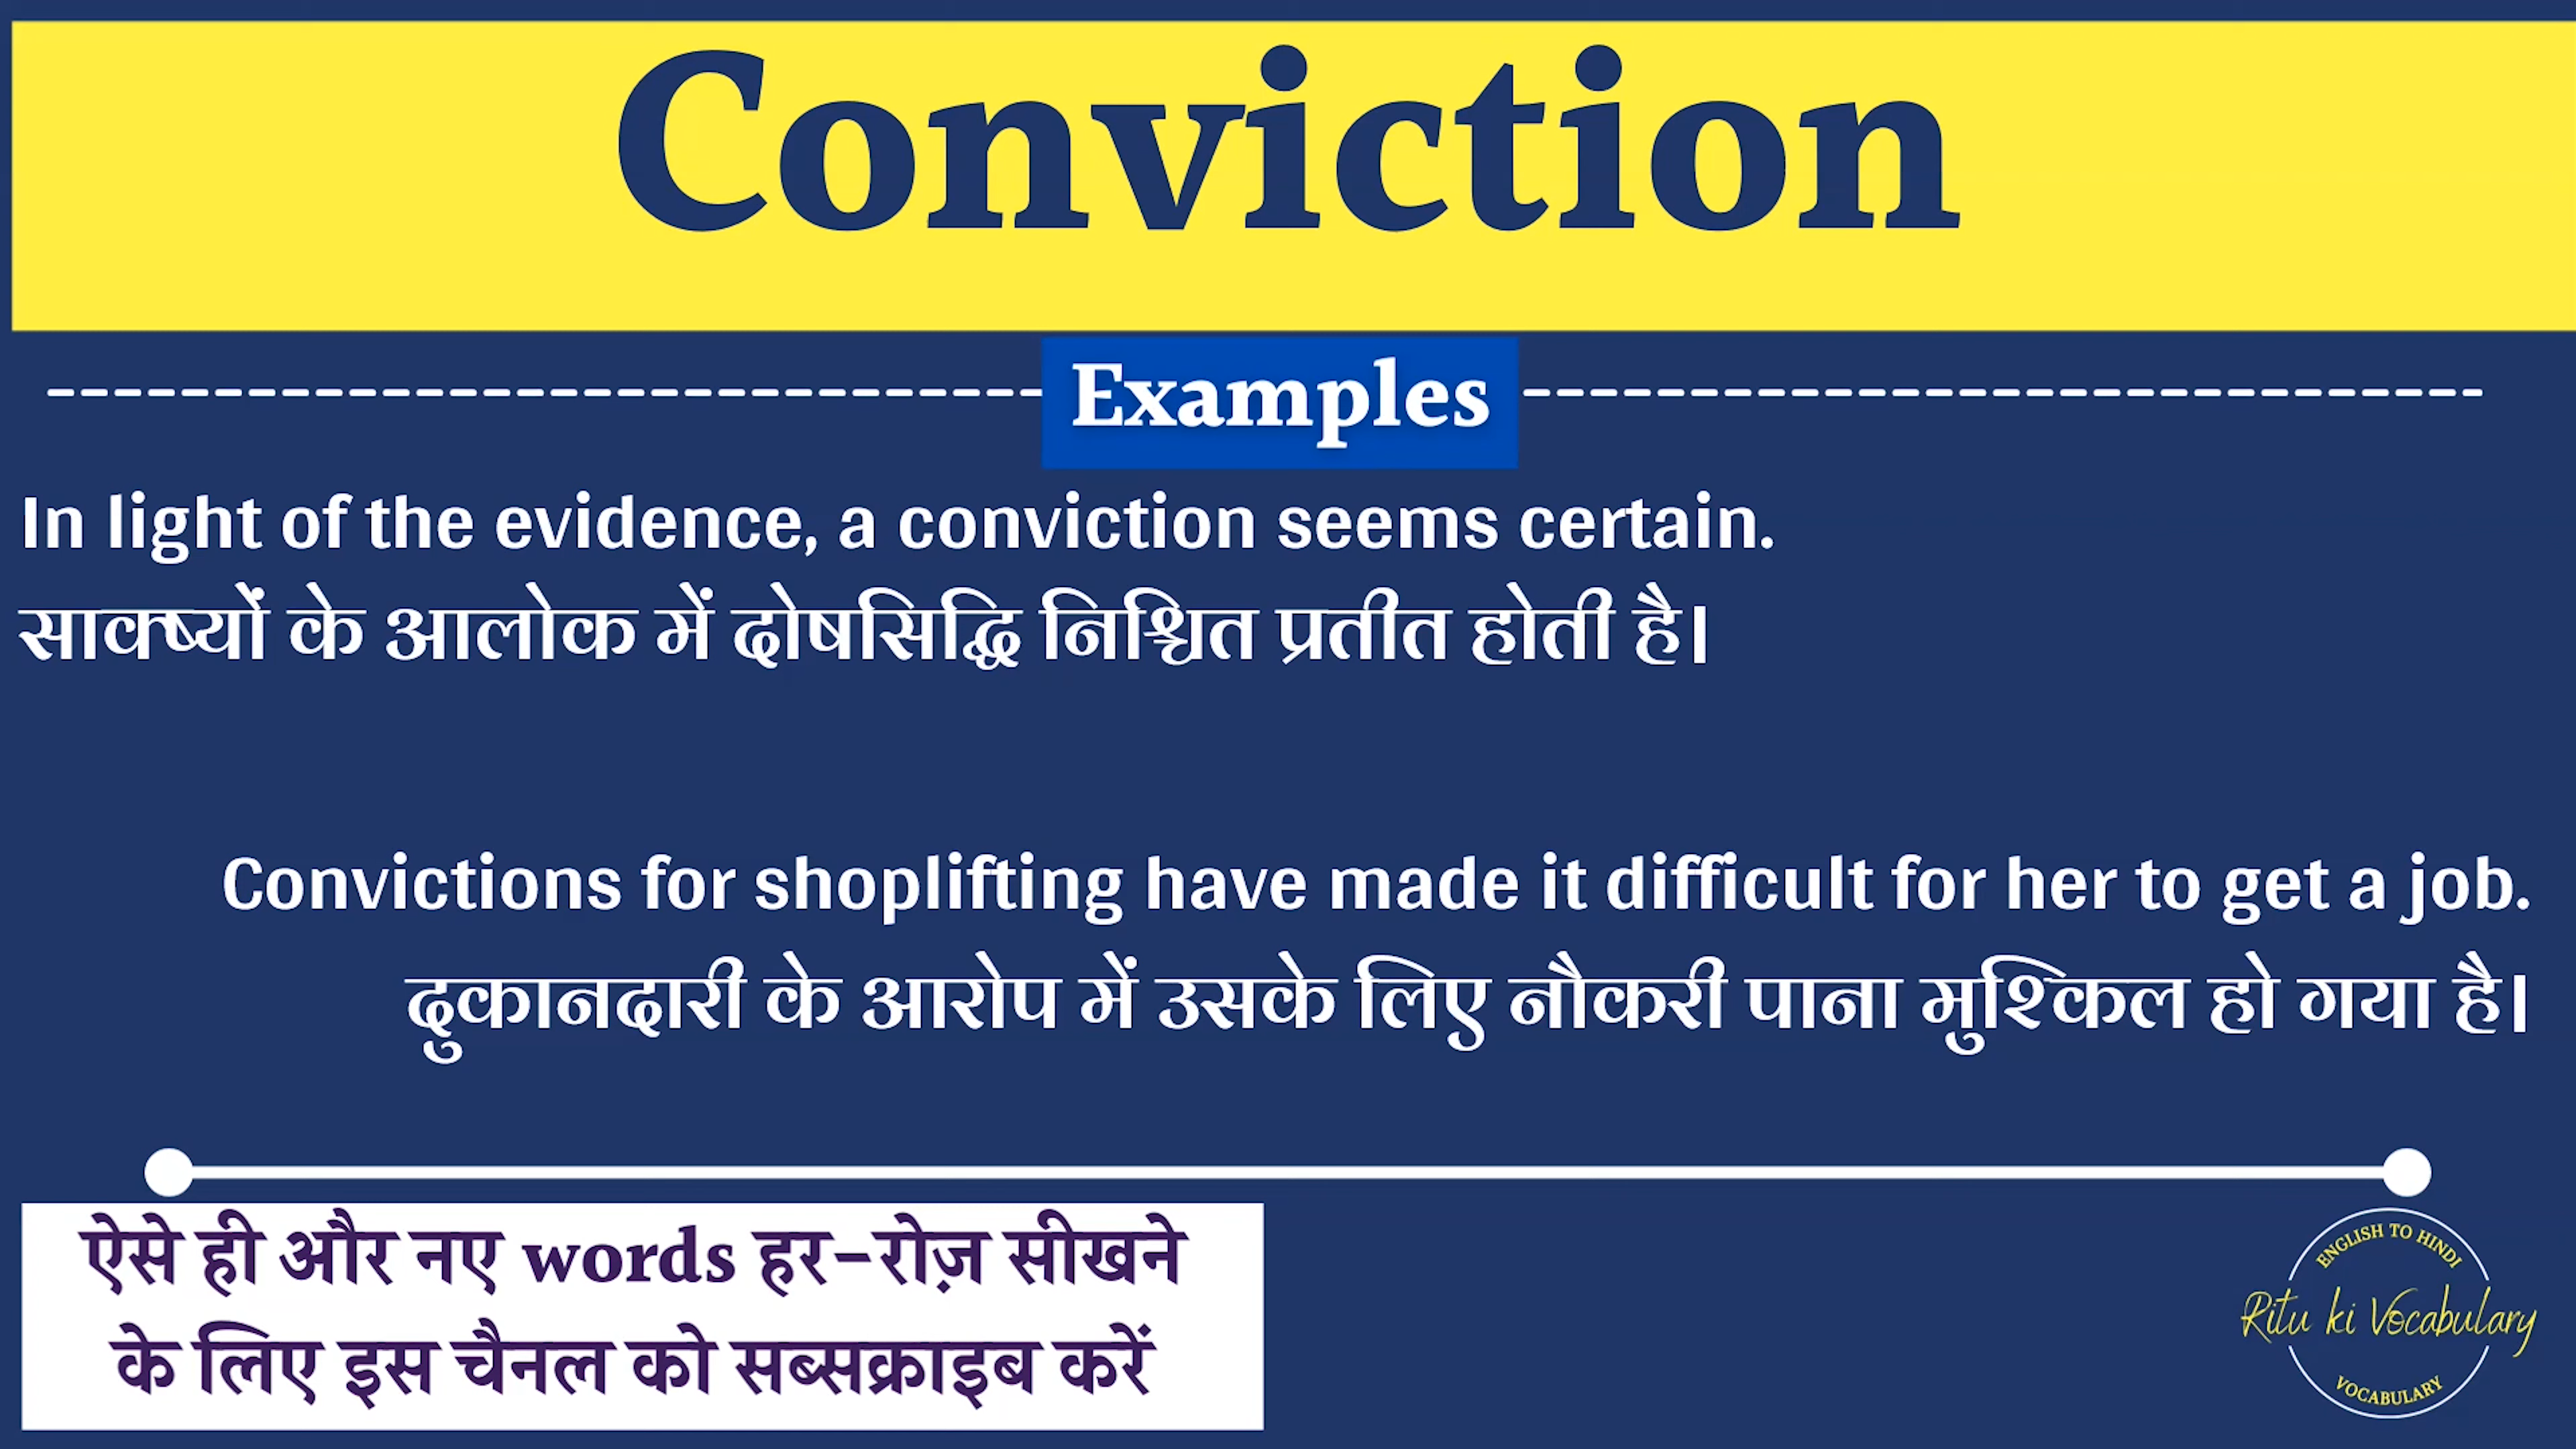 Conviction
Examples
In light of the evidence, a conviction seems certain.
साक्ष्यों के आलोक में दोषसिद्धि निश्चित प्रतीत होती है।
Convictions for shoplifting have made it difficult for her to get a job.
दुकानदारी के आरोप में उसके लिए नौकरी पाना मुश्किल हो गया है।
ऐसे ही और नए words हर-रोज़ सीखने
के लिए इस चैनल को सब्सक्राइब करें
ENGLISH TO HINDI
Ritu ki Vocabulary
VOCABULARY